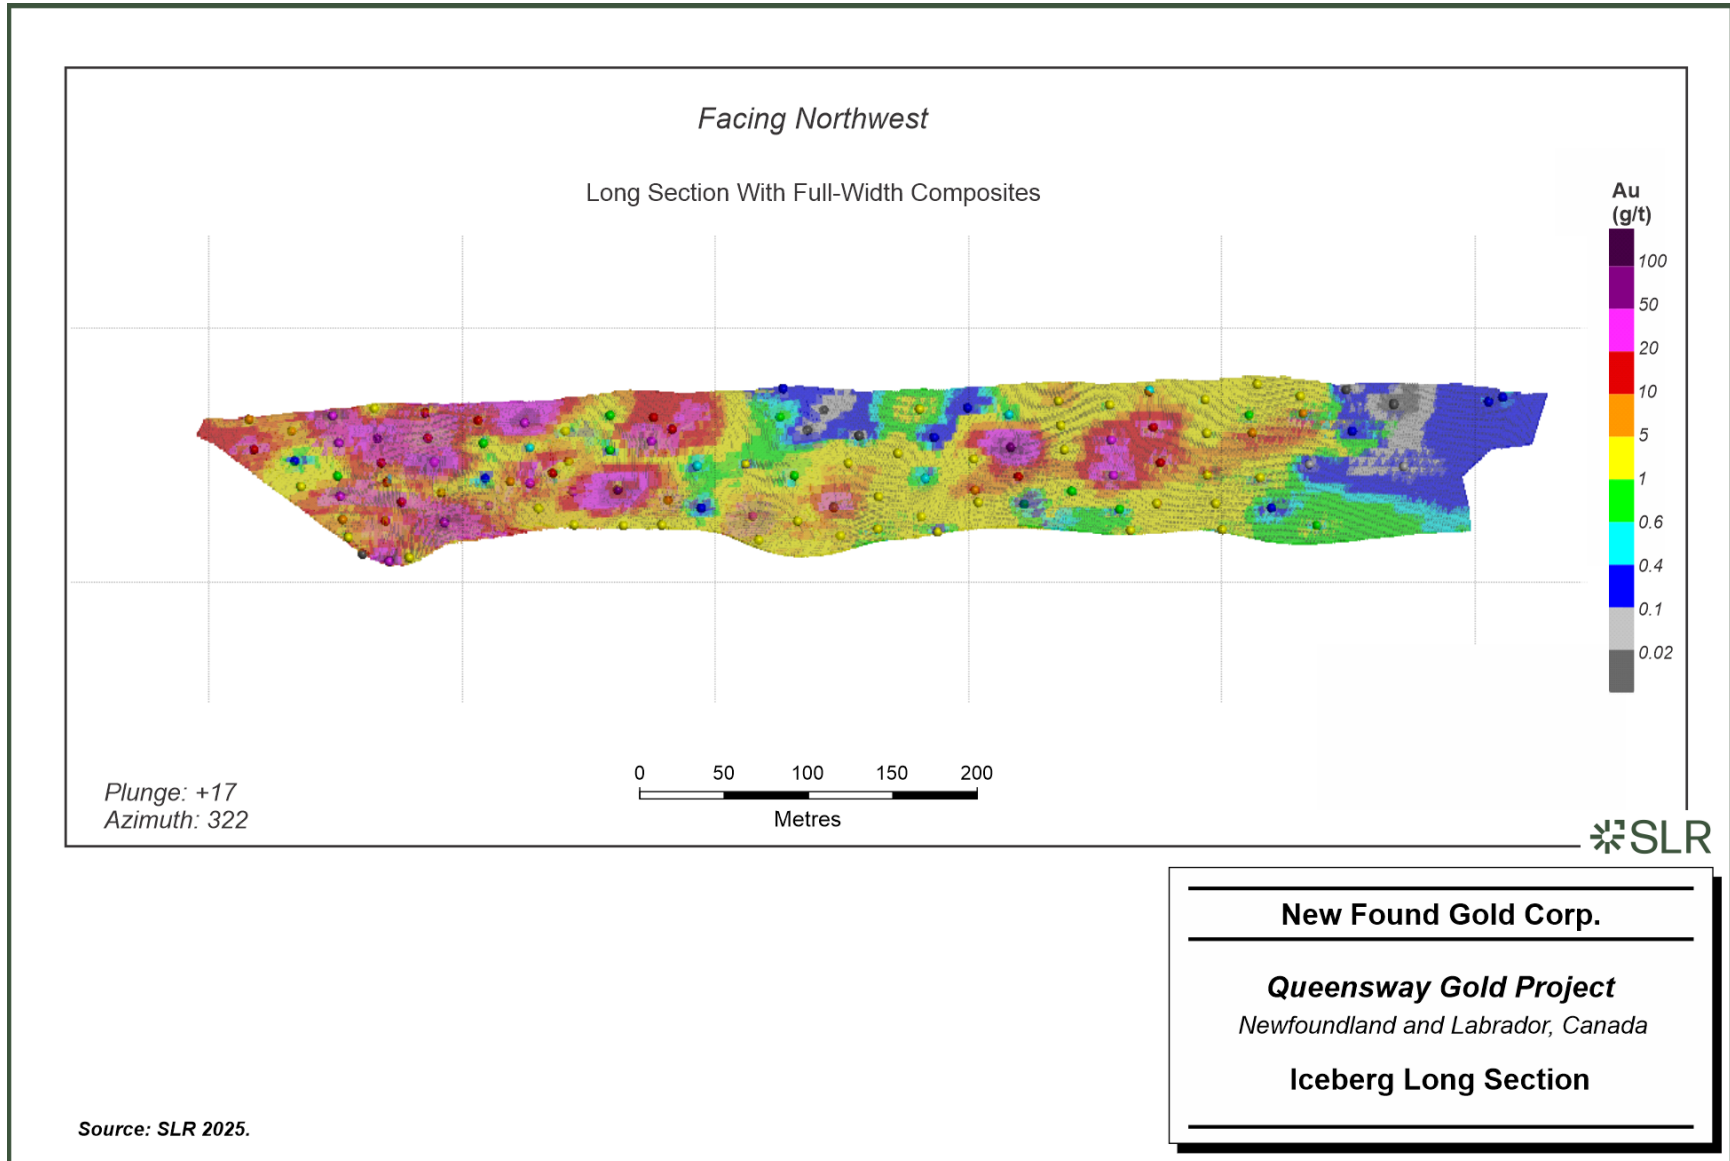 Facing Northwest
Long Section With Full-Width Composites
Au
(g/t)
100
50
20
10
5
1
0.6
0.4
0.1
0.02
0 50 100 150 200
Metres
Plunge: +17
Azimuth: 322
SLR
New Found Gold Corp.
Queensway Gold Project
Newfoundland and Labrador, Canada
Iceberg Long Section
Source: SLR 2025.